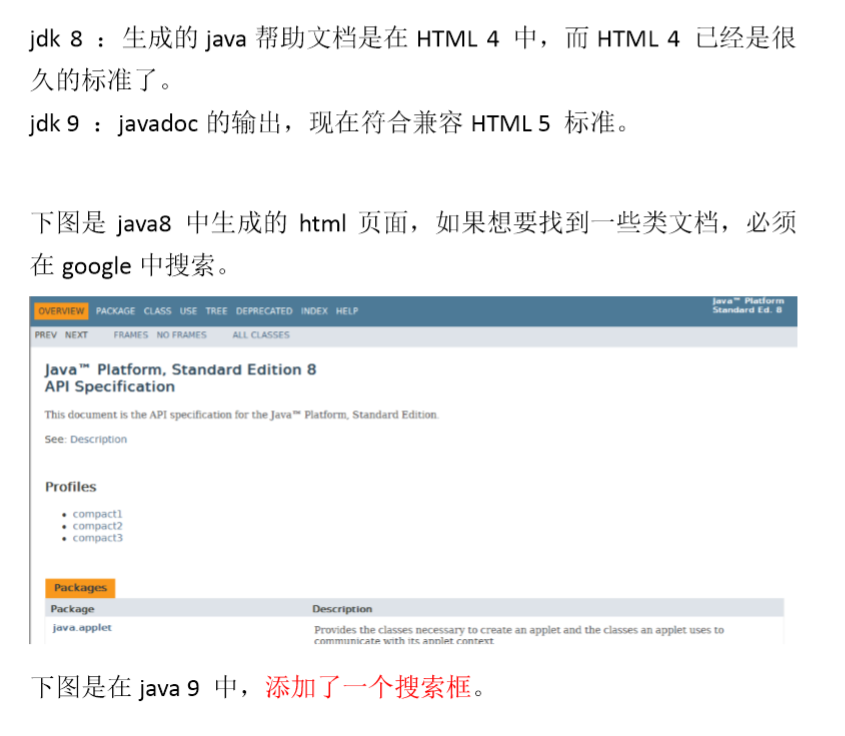 jdk 8 ：生成的 java 帮助文档是在 HTML 4 中，而 HTML 4 已经是很
久的标准了。
jdk 9 ：javadoc 的输出，现在符合兼容 HTML 5 标准。
下图是 java8 中生成的 html 页面，如果想要找到一些类文档，必须
在 google 中搜索。
OVERVIEW PACKAGE CLASS USE TREE DEPRECATED INDEX HELP
Java™ Platform
Standard Ed. 8
PREV NEXT FRAMES NO FRAMES ALL CLASSES
Java™ Platform, Standard Edition 8
API Specification
This document is the API specification for the Java™ Platform, Standard Edition.
See: Description
Profiles
• compact1
• compact2
• compact3
Packages
Package Description
java.applet Provides the classes necessary to create an applet and the classes an applet uses to
communicate with its applet context
下图是在 java 9 中，添加了一个搜索框。